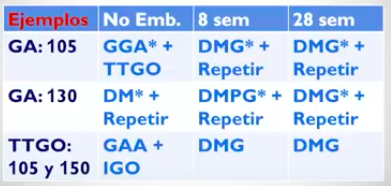 Ejemplos No Emb. 8 sem 28 sem
GA: 105 GGA* + DMG* + DMG* +
TTGO Repetir Repetir
GA: 130 DM* + DMPG* + DMG* +
Repetir Repetir Repetir
TTGO: GAA + DMG DMG
105 y 150 IGO